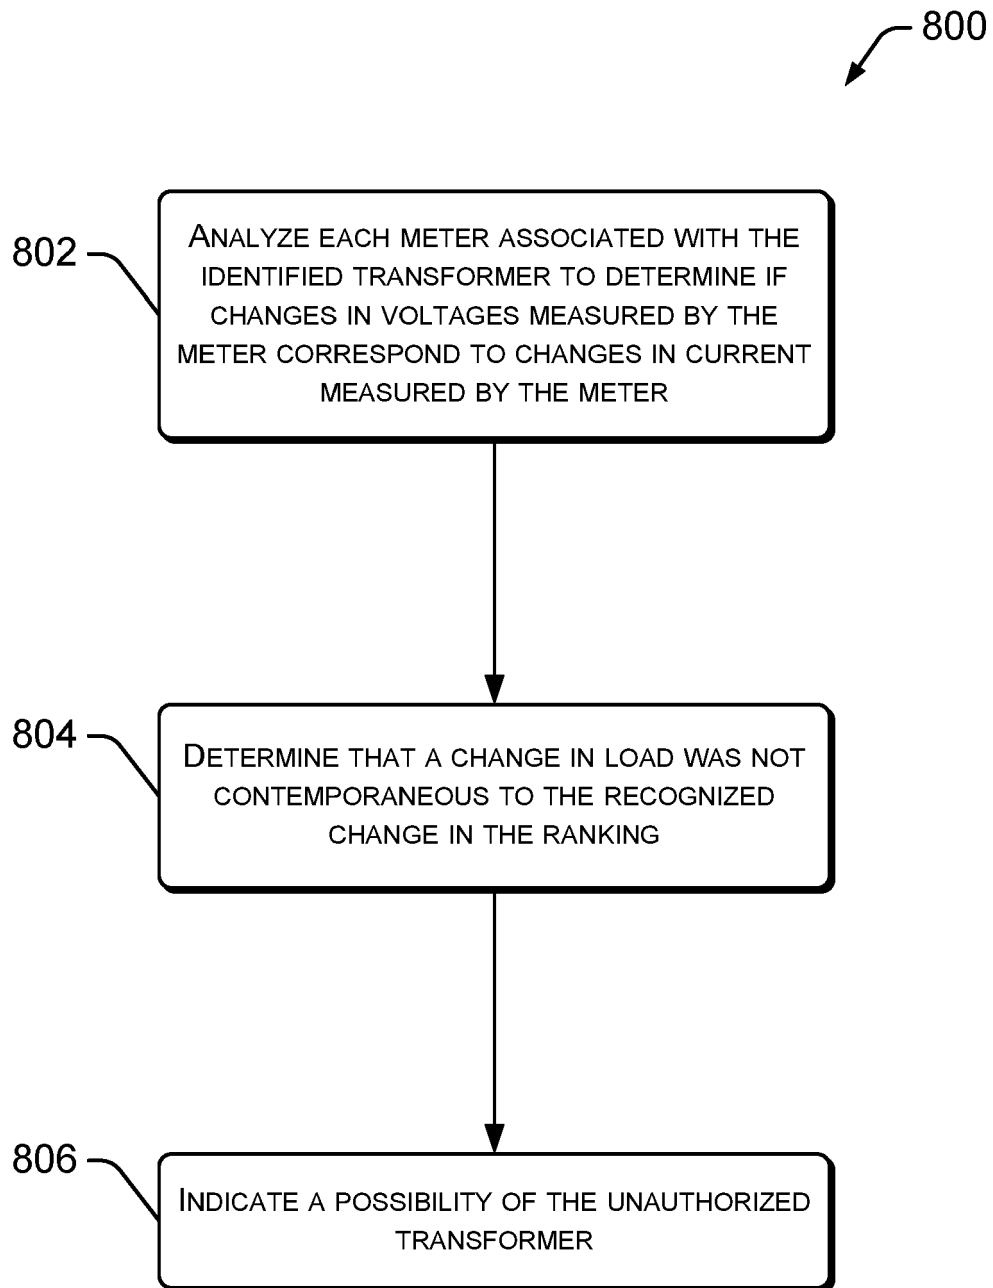 800
802
ANALYZE EACH METER ASSOCIATED WITH THE
IDENTIFIED TRANSFORMER TO DETERMINE IF
CHANGES IN VOLTAGES MEASURED BY THE
METER CORRESPOND TO CHANGES IN CURRENT
MEASURED BY THE METER
804
DETERMINE THAT A CHANGE IN LOAD WAS NOT
CONTEMPORANEOUS TO THE RECOGNIZED
CHANGE IN THE RANKING
806
INDICATE A POSSIBILITY OF THE UNAUTHORIZED
TRANSFORMER